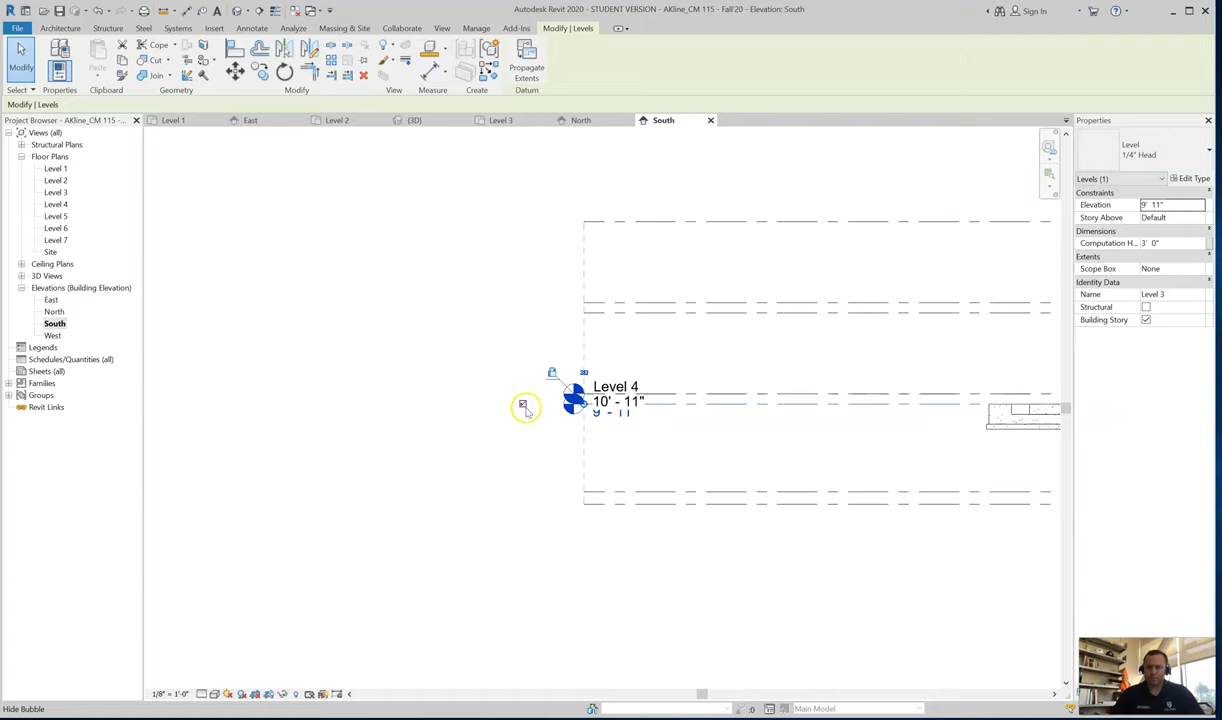 Autodesk Revit 2020 - STUDENT VERSION - AKline_CM 115 - Fall'20 - Elevation: South
Sign In
File Architecture Structure Steel Systems Insert Annotate Analyze Massing & Site Collaborate View Manage Add-Ins Modify | Levels
Modify
Paste
Cope
Cut
Join
Propagate
Extents
Select Properties Clipboard Geometry Modify View Measure Create Datum
Modify | Levels
Project Browser - AKline_CM 115 -...
Level 1 East Level 2 {3D} Level 3 North South
Properties
Views (all)
Structural Plans
Floor Plans
Level 1
Level 2
Level 3
Level 4
Level 5
Level 6
Level 7
Site
Ceiling Plans
3D Views
Elevations (Building Elevation)
East
North
South
West
Legends
Schedules/Quantities (all)
Sheets (all)
Families
Groups
Revit Links
Level 4
10' - 11"
9' - 11"
Level
1/4" Head
Levels (1) Edit Type
Constraints
Elevation 9' 11"
Story Above Default
Dimensions
Computation H... 3' 0"
Extents
Scope Box None
Identity Data
Name Level 3
Structural
Building Story
1/8" = 1'-0"
Hide Bubble
:0
Main Model